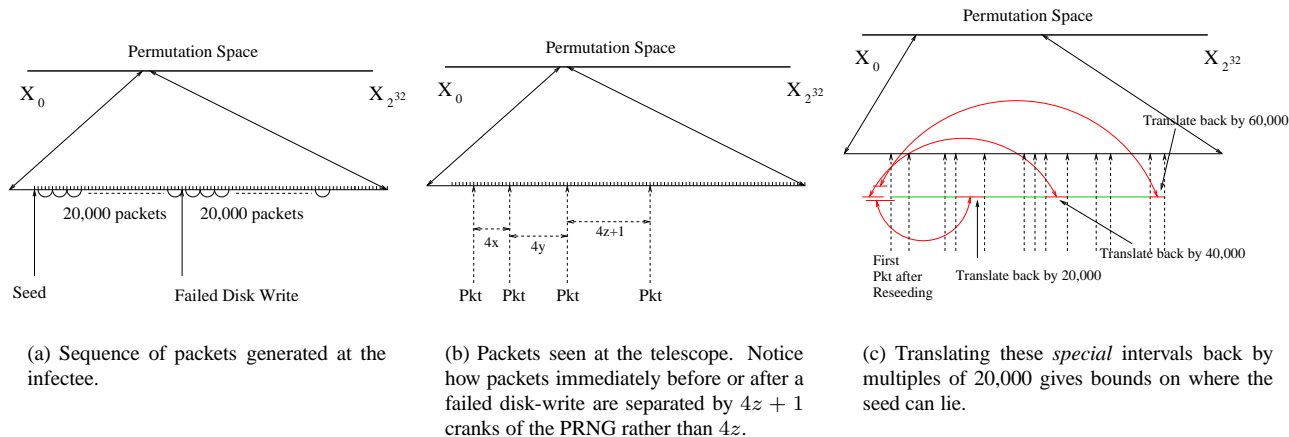 Permutation Space
X0
X2^32
20,000 packets
20,000 packets
Seed
Failed Disk Write
(a) Sequence of packets generated at the
infectee.
Permutation Space
X0
X2^32
4x
4y
4z+1
Pkt
Pkt
Pkt
Pkt
(b) Packets seen at the telescope. Notice
how packets immediately before or after a
failed disk-write are separated by 4z + 1
cranks of the PRNG rather than 4z.
Permutation Space
X0
X2^32
Translate back by 60,000
Translate back by 40,000
First
Pkt after
Reseeding
Translate back by 20,000
(c) Translating these special intervals back by
multiples of 20,000 gives bounds on where the
seed can lie.